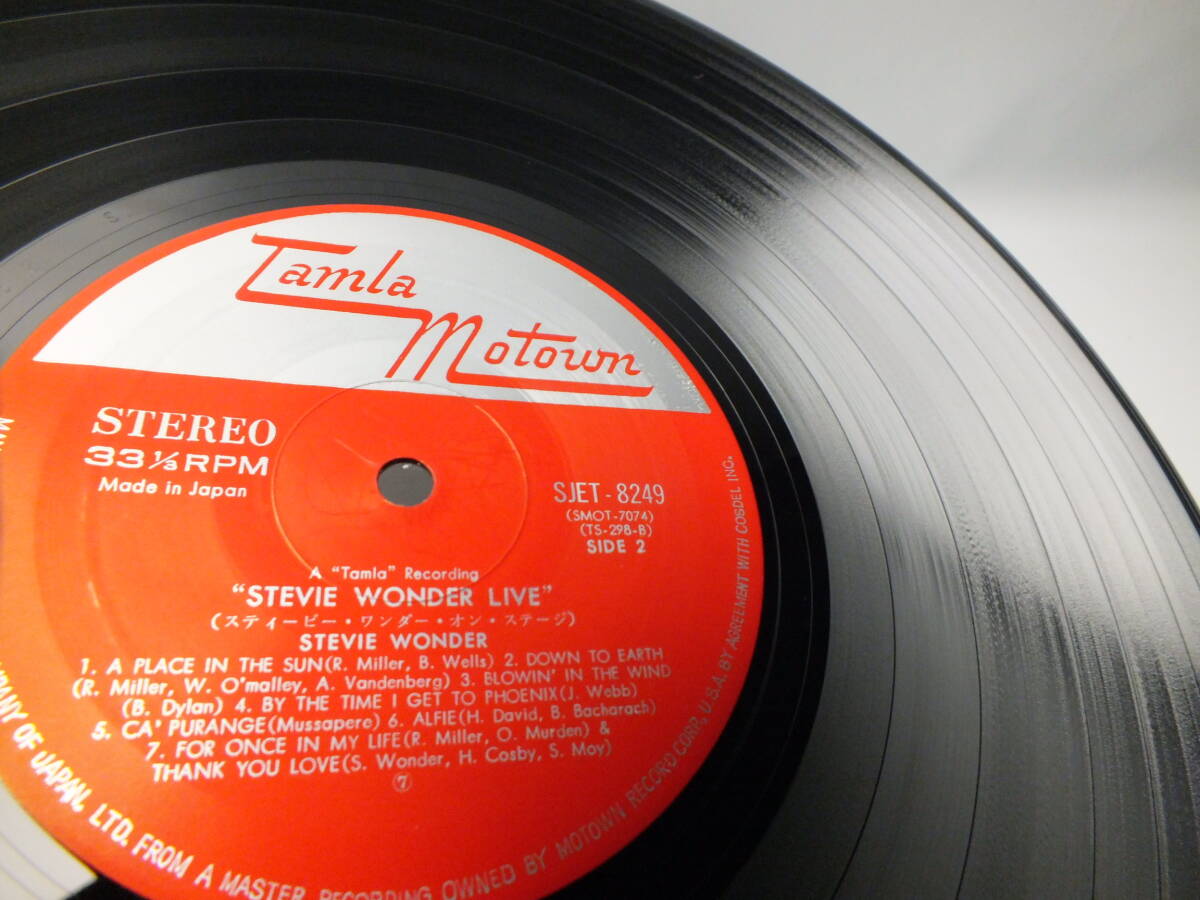 Tamla
Motown
STEREO
33 1/3 RPM
Made in Japan
SJET-8249
(SMOT-7074)
(TS-298-B)
SIDE 2
A "Tamla" Recording
"STEVIE WONDER LIVE"
(スティービー・ワンダー・オン・ステージ)
STEVIE WONDER
1. A PLACE IN THE SUN(R. Miller, B. Wells) 2. DOWN TO EARTH
(R. Miller, W. O'malley, A. Vandenberg) 3. BLOWIN' IN THE WIND
(B. Dylan) 4. BY THE TIME I GET TO PHOENIX(J. Webb)
5. CA' PURANGE(Mussapere) 6. ALFIE(H. David, B. Bacharach)
7. FOR ONCE IN MY LIFE(R. Miller, O. Murden) &
THANK YOU LOVE(S. Wonder, H. Cosby, S. Moy)
⑦
OF JAPAN, LTD. FROM A MASTER RECORDING OWNED BY MOTOWN RECORD CORP., U.S.A. BY AGREEMENT WITH COSDEL INC.